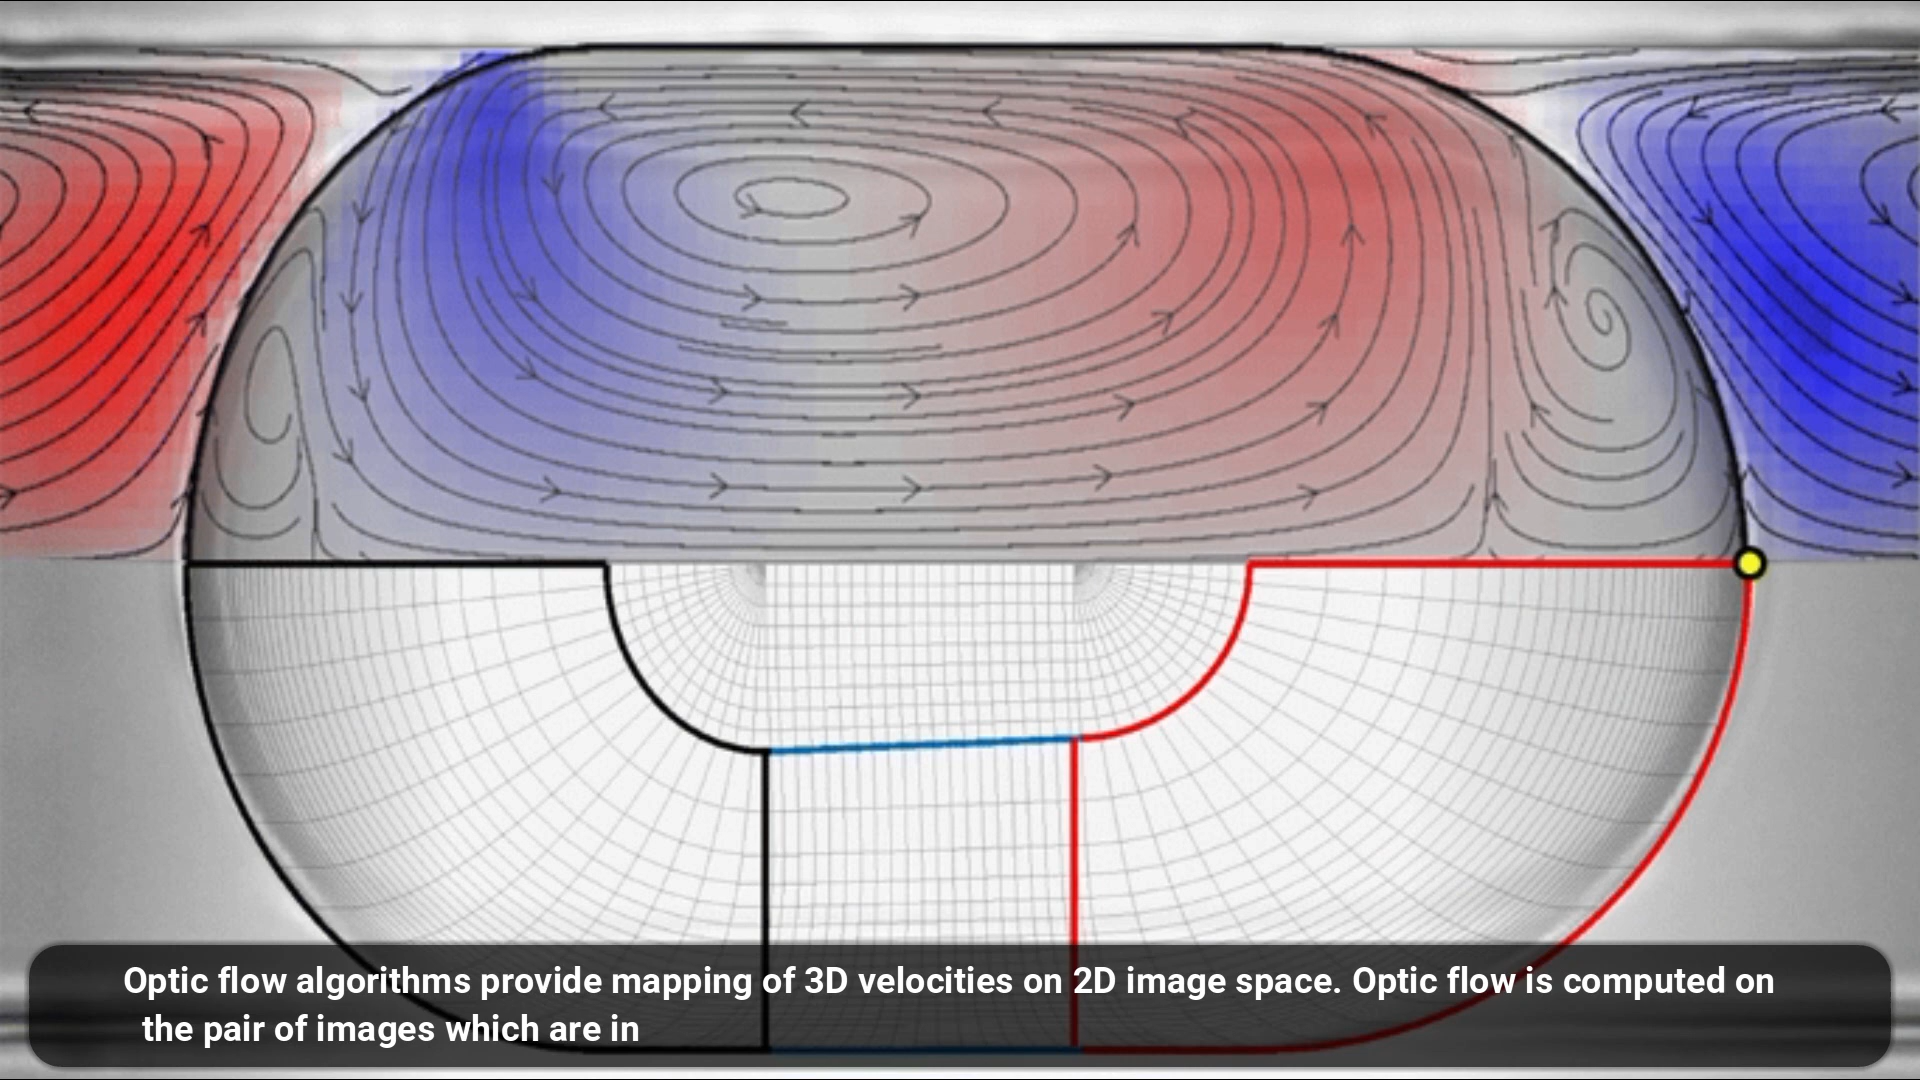 Optic flow algorithms provide mapping of 3D velocities on 2D image space. Optic flow is computed on
the pair of images which are in